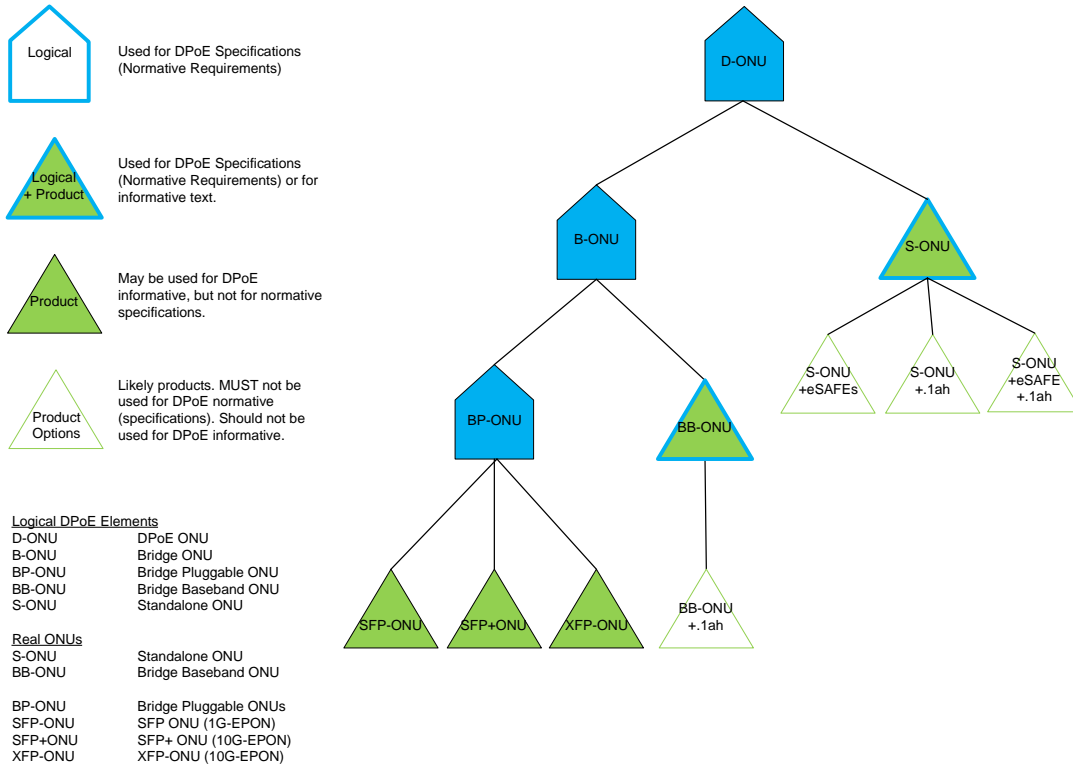 Logical
Used for DPoE Specifications
(Normative Requirements)
Logical
+ Product
Used for DPoE Specifications
(Normative Requirements) or for
informative text.
Product
May be used for DPoE
informative, but not for normative
specifications.
Product
Options
Likely products. MUST not be
used for DPoE normative
(specifications). Should not be
used for DPoE informative.
D-ONU
B-ONU
S-ONU
S-ONU
+eSAFEs
S-ONU
+.1ah
S-ONU
+eSAFE
+.1ah
BP-ONU
BB-ONU
SFP-ONU
SFP+ONU
XFP-ONU
BB-ONU
+.1ah
Logical DPoE Elements
D-ONU DPoE ONU
B-ONU Bridge ONU
BP-ONU Bridge Pluggable ONU
BB-ONU Bridge Baseband ONU
S-ONU Standalone ONU
Real ONUs
S-ONU Standalone ONU
BB-ONU Bridge Baseband ONU
BP-ONU Bridge Pluggable ONUs
SFP-ONU SFP ONU (1G-EPON)
SFP+ONU SFP+ ONU (10G-EPON)
XFP-ONU XFP-ONU (10G-EPON)